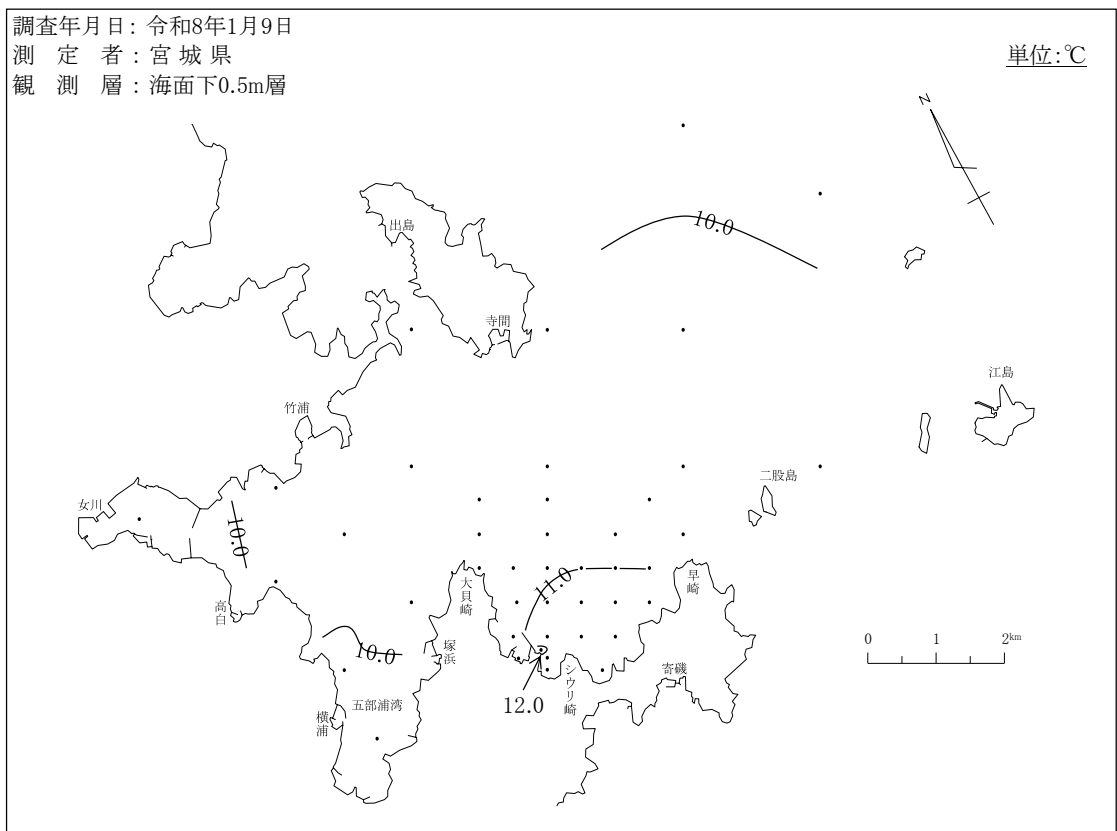 調査年月日: 令和8年1月9日
測 定 者: 宮 城 県
観 測 層: 海面下0.5m層
単位:℃
N
出島
10.0
寺間
江島
竹浦
二股島
女川
10.0
大貝崎
11.0
早崎
高白
塚浜
10.0
0 1 2km
シウリ崎
寄磯
12.0
五部浦湾
横浦